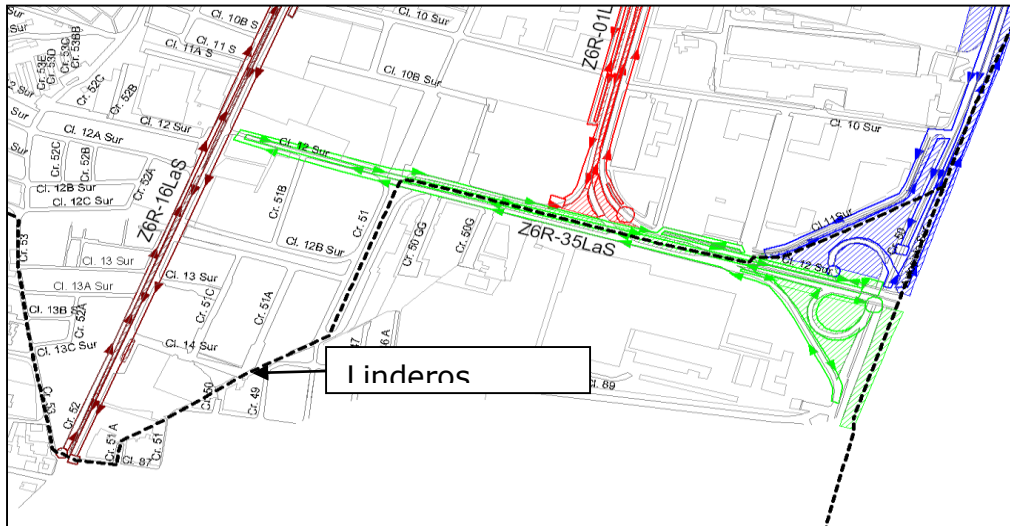 Cl. 10B S
Cl. 11 S
Cl. 11A S
Cr. 53E
Cr. 53D
Cr. 53C
Cr. 53BB
2 Sur
Sur
Cr. 52C
Cr. 52B
Cl. 12 Sur
Cl. 12A Sur
Cr. 52C
Cr. 52B
Cr. 52A
Cl. 12B Sur
Cl. 12C Sur
Z6R-16LaS
Cl. 12 Sur
Cl. 10B Sur
Z6R-01L
Cl. 10 Sur
Cl. 11 Sur
Cr. 50
Cl. 12 Sur
Z6R-35LaS
Cr. 51B
Cr. 51
Cl. 12B Sur
Cr. 50 GG
Cr. 50G
Cr. 53
Cl. 13 Sur
Cl. 13 Sur
Cl. 13A Sur
Cl. 13B S
Cr. 52A
Cr. 51C
Cr. 51A
Cl. 13C Sur
Cl. 14 Sur
47
46 A
Linderos
Cl. 89
Cr. 52
50
Cr. 49
Cr. 51 A
Cr. 51
Cl. 87